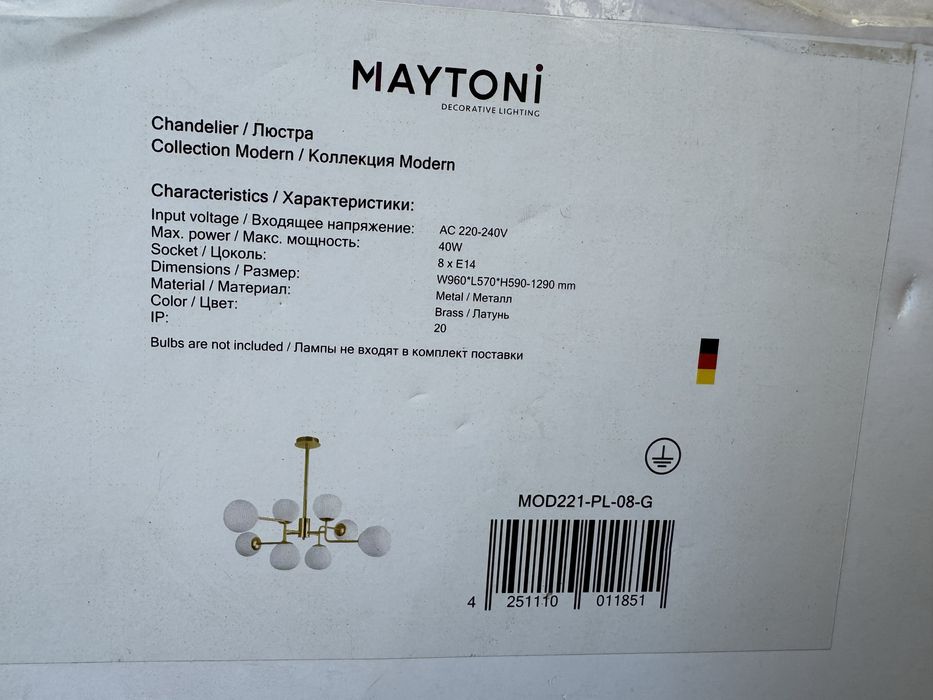 MAYTONi
DECORATIVE LIGHTING
Chandelier / Люстра
Collection Modern / Коллекция Modern
Characteristics / Характеристики:
Input voltage / Входящее напряжение: AC 220-240V
Max. power / Макс. мощность: 40W
Socket / Цоколь: 8 x E14
Dimensions / Размер: W960*L570*H590-1290 mm
Material / Материал: Metal / Металл
Color / Цвет: Brass / Латунь
IP: 20
Bulbs are not included / Лампы не входят в комплект поставки
MOD221-PL-08-G
4 251110 011851